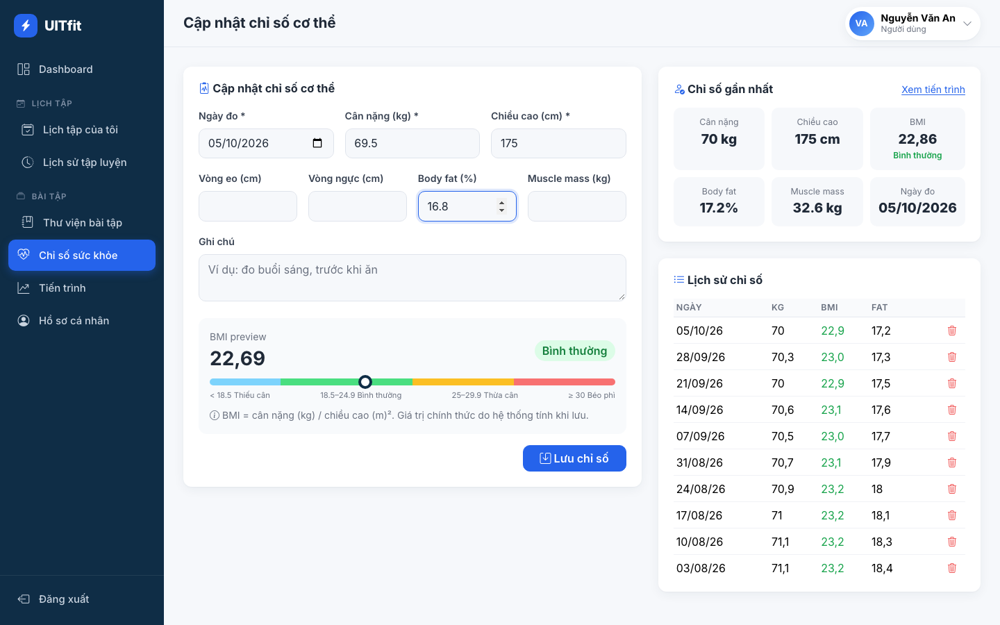 UITfit
Dashboard
LỊCH TẬP
Lịch tập của tôi
Lịch sử tập luyện
BÀI TẬP
Thư viện bài tập
Chỉ số sức khỏe
Tiến trình
Hồ sơ cá nhân
Đăng xuất
Cập nhật chỉ số cơ thể
VA
Nguyễn Văn An
Người dùng
Cập nhật chỉ số cơ thể
Ngày đo * Cân nặng (kg) * Chiều cao (cm) *
05/10/2026 69.5 175
Vòng eo (cm) Vòng ngực (cm) Body fat (%) Muscle mass (kg)
16.8
Ghi chú
Ví dụ: đo buổi sáng, trước khi ăn
BMI preview
22,69
Bình thường
< 18.5 Thiếu cân 18.5–24.9 Bình thường 25–29.9 Thừa cân ≥ 30 Béo phì
BMI = cân nặng (kg) / chiều cao (m)². Giá trị chính thức do hệ thống tính khi lưu.
Lưu chỉ số
Chỉ số gần nhất Xem tiến trình
Cân nặng Chiều cao BMI
70 kg 175 cm 22,86
Bình thường
Body fat Muscle mass Ngày đo
17.2% 32.6 kg 05/10/2026
Lịch sử chỉ số
NGÀY KG BMI FAT
05/10/26 70 22,9 17,2
28/09/26 70,3 23,0 17,3
21/09/26 70 22,9 17,5
14/09/26 70,6 23,1 17,6
07/09/26 70,5 23,0 17,7
31/08/26 70,7 23,1 17,9
24/08/26 70,9 23,2 18
17/08/26 71 23,2 18,1
10/08/26 71,1 23,2 18,3
03/08/26 71,1 23,2 18,4